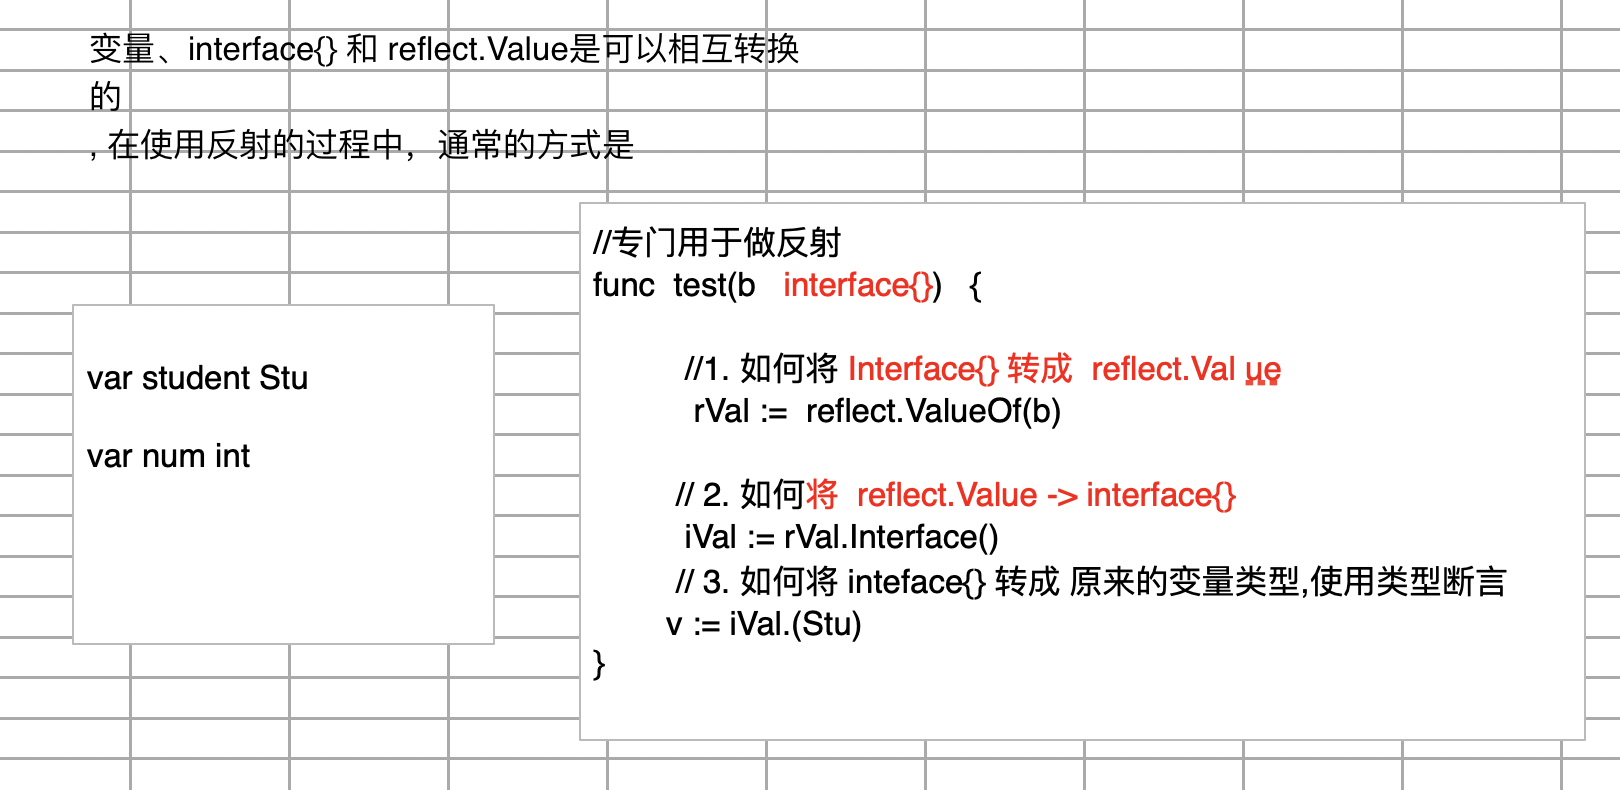 变量、interface{} 和 reflect.Value是可以相互转换
的
, 在使用反射的过程中，通常的方式是
var student Stu
var num int
//专门用于做反射
func test(b interface{}) {
//1. 如何将 Interface{} 转成 reflect.Val µe
rVal := reflect.ValueOf(b)
// 2. 如何将 reflect.Value -> interface{}
iVal := rVal.Interface()
// 3. 如何将 inteface{} 转成 原来的变量类型,使用类型断言
v := iVal.(Stu)
}